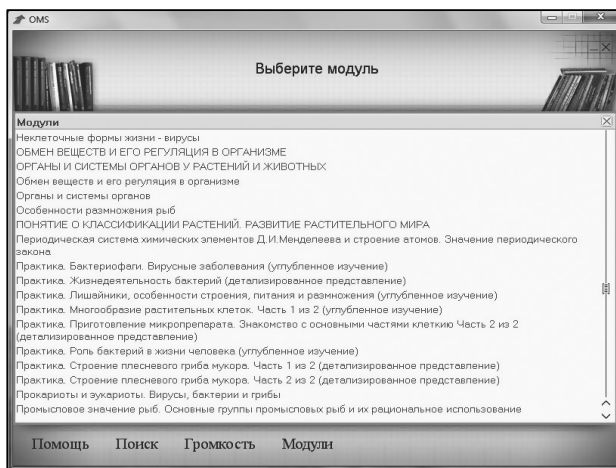 OMS
Выберите модуль
Модули
Неклеточные формы жизни - вирусы
ОБМЕН ВЕЩЕСТВ И ЕГО РЕГУЛЯЦИЯ В ОРГАНИЗМЕ
ОРГАНЫ И СИСТЕМЫ ОРГАНОВ У РАСТЕНИЙ И ЖИВОТНЫХ
Обмен веществ и его регуляция в организме
Органы и системы органов
Особенности размножения рыб
ПОНЯТИЕ О КЛАССИФИКАЦИИ РАСТЕНИЙ. РАЗВИТИЕ РАСТИТЕЛЬНОГО МИРА
Периодическая система химических элементов Д.И.Менделеева и строение атомов. Значение периодического
закона
Практика. Бактериофаги. Вирусные заболевания (углубленное изучение)
Практика. Жизнедеятельность бактерий (детализированное представление)
Практика. Лишайники, особенности строения, питания и размножения (углубленное изучение)
Практика. Многообразие растительных клеток. Часть 1 из 2 (углубленное изучение)
Практика. Приготовление микропрепарата. Знакомство с основными частями клеткию Часть 2 из 2
(детализированное представление)
Практика. Роль бактерий в жизни человека (углубленное изучение)
Практика. Строение плесневого гриба мукора. Часть 1 из 2 (детализированное представление)
Практика. Строение плесневого гриба мукора. Часть 2 из 2 (детализированное представление)
Прокариоты и эукариоты. Вирусы, бактерии и грибы
Промысловое значение рыб. Основные группы промысловых рыб и их рациональное использование
Помощь Поиск Громкость Модули